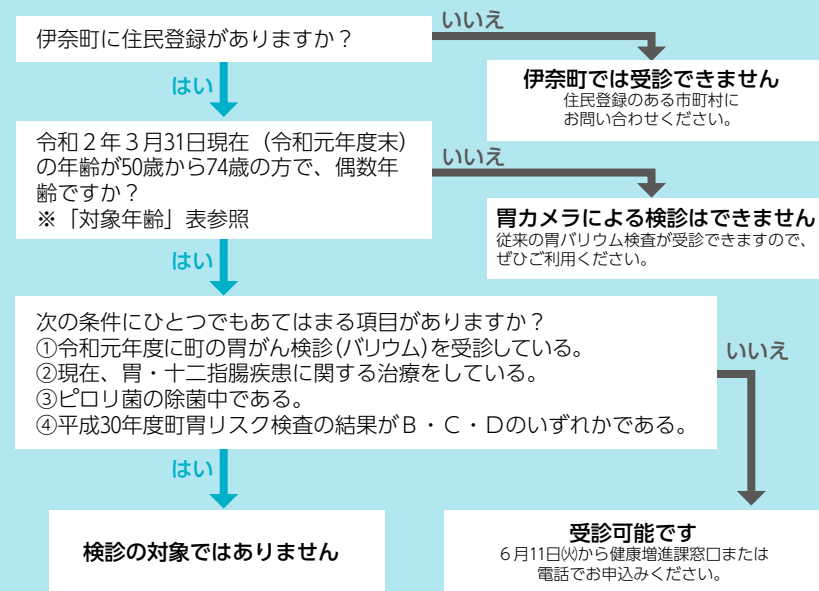 伊奈町に住民登録がありますか？
いいえ
はい
伊奈町では受診できません
住民登録のある市町村に
お問い合わせください。
令和２年３月31日現在（令和元年度末）
の年齢が50歳から74歳の方で、偶数年
齢ですか？
※「対象年齢」表参照
いいえ
はい
胃カメラによる検診はできません
従来の胃バリウム検査が受診できますので、
ぜひご利用ください。
次の条件にひとつでもあてはまる項目がありますか？
①令和元年度に町の胃がん検診（バリウム）を受診している。
②現在、胃・十二指腸疾患に関する治療をしている。
③ピロリ菌の除菌中である。
④平成30年度町胃リスク検査の結果がＢ・Ｃ・Ｄのいずれかである。
いいえ
はい
検診の対象ではありません
受診可能です
６月11日㈫から健康増進課窓口または
電話でお申込みください。